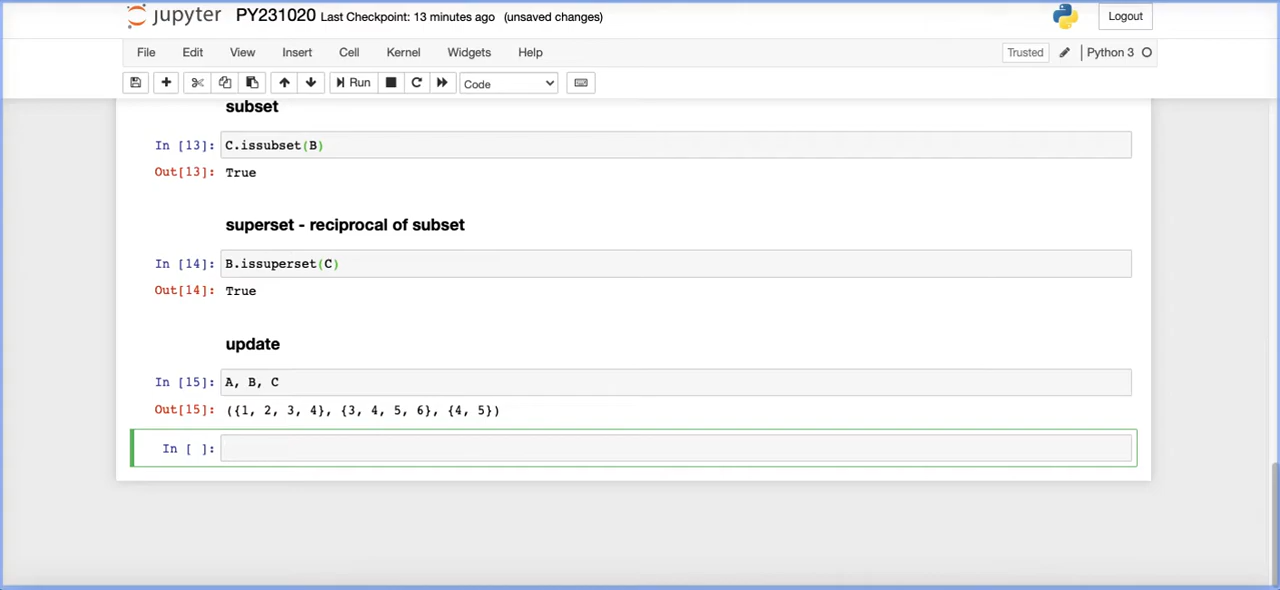 jupyter PY231020 Last Checkpoint: 13 minutes ago (unsaved changes) Logout
File Edit View Insert Cell Kernel Widgets Help Trusted Python 3
Run Code
subset
In [13]: C.issubset(B)
Out[13]: True
superset - reciprocal of subset
In [14]: B.issuperset(C)
Out[14]: True
update
In [15]: A, B, C
Out[15]: ({1, 2, 3, 4}, {3, 4, 5, 6}, {4, 5})
In [ ]: